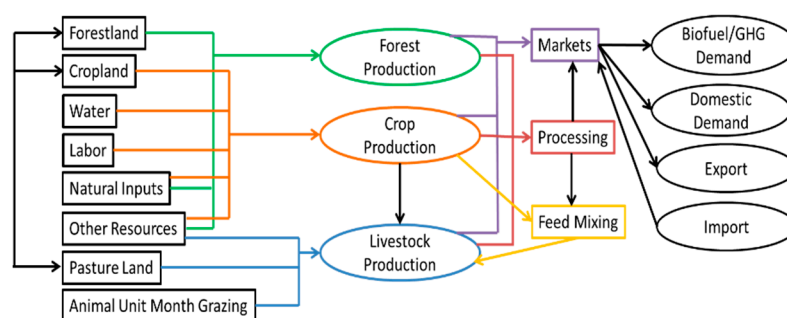 Forestland
Cropland
Water
Labor
Natural Inputs
Other Resources
Pasture Land
Animal Unit Month Grazing
Forest
Production
Crop
Production
Livestock
Production
Markets
Processing
Feed Mixing
Biofuel/GHG
Demand
Domestic
Demand
Export
Import